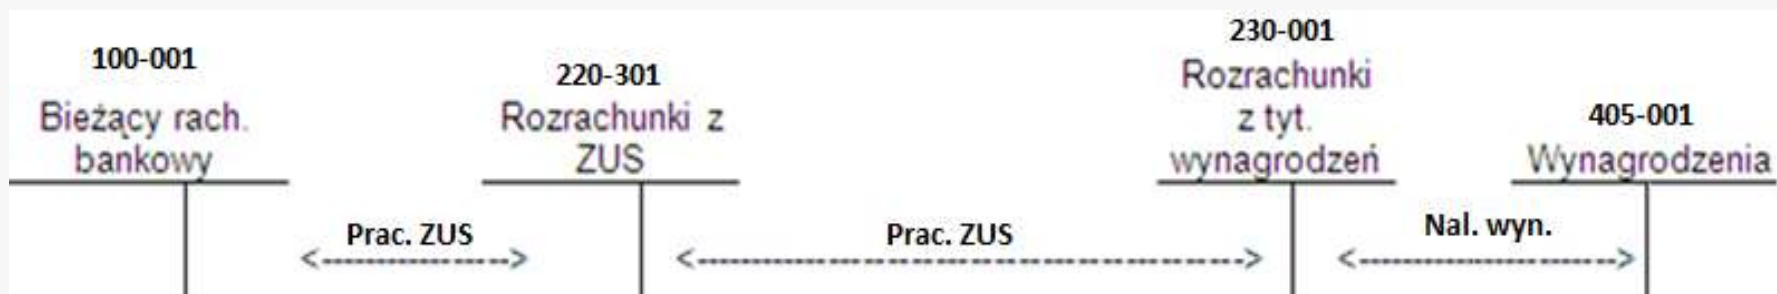 100-001
Bieżący rach.
bankowy
220-301
Rozrachunki z
ZUS
230-001
Rozrachunki
z tyt.
wynagrodzeń
405-001
Wynagrodzenia
Prac. ZUS
Prac. ZUS
Nal. wyn.